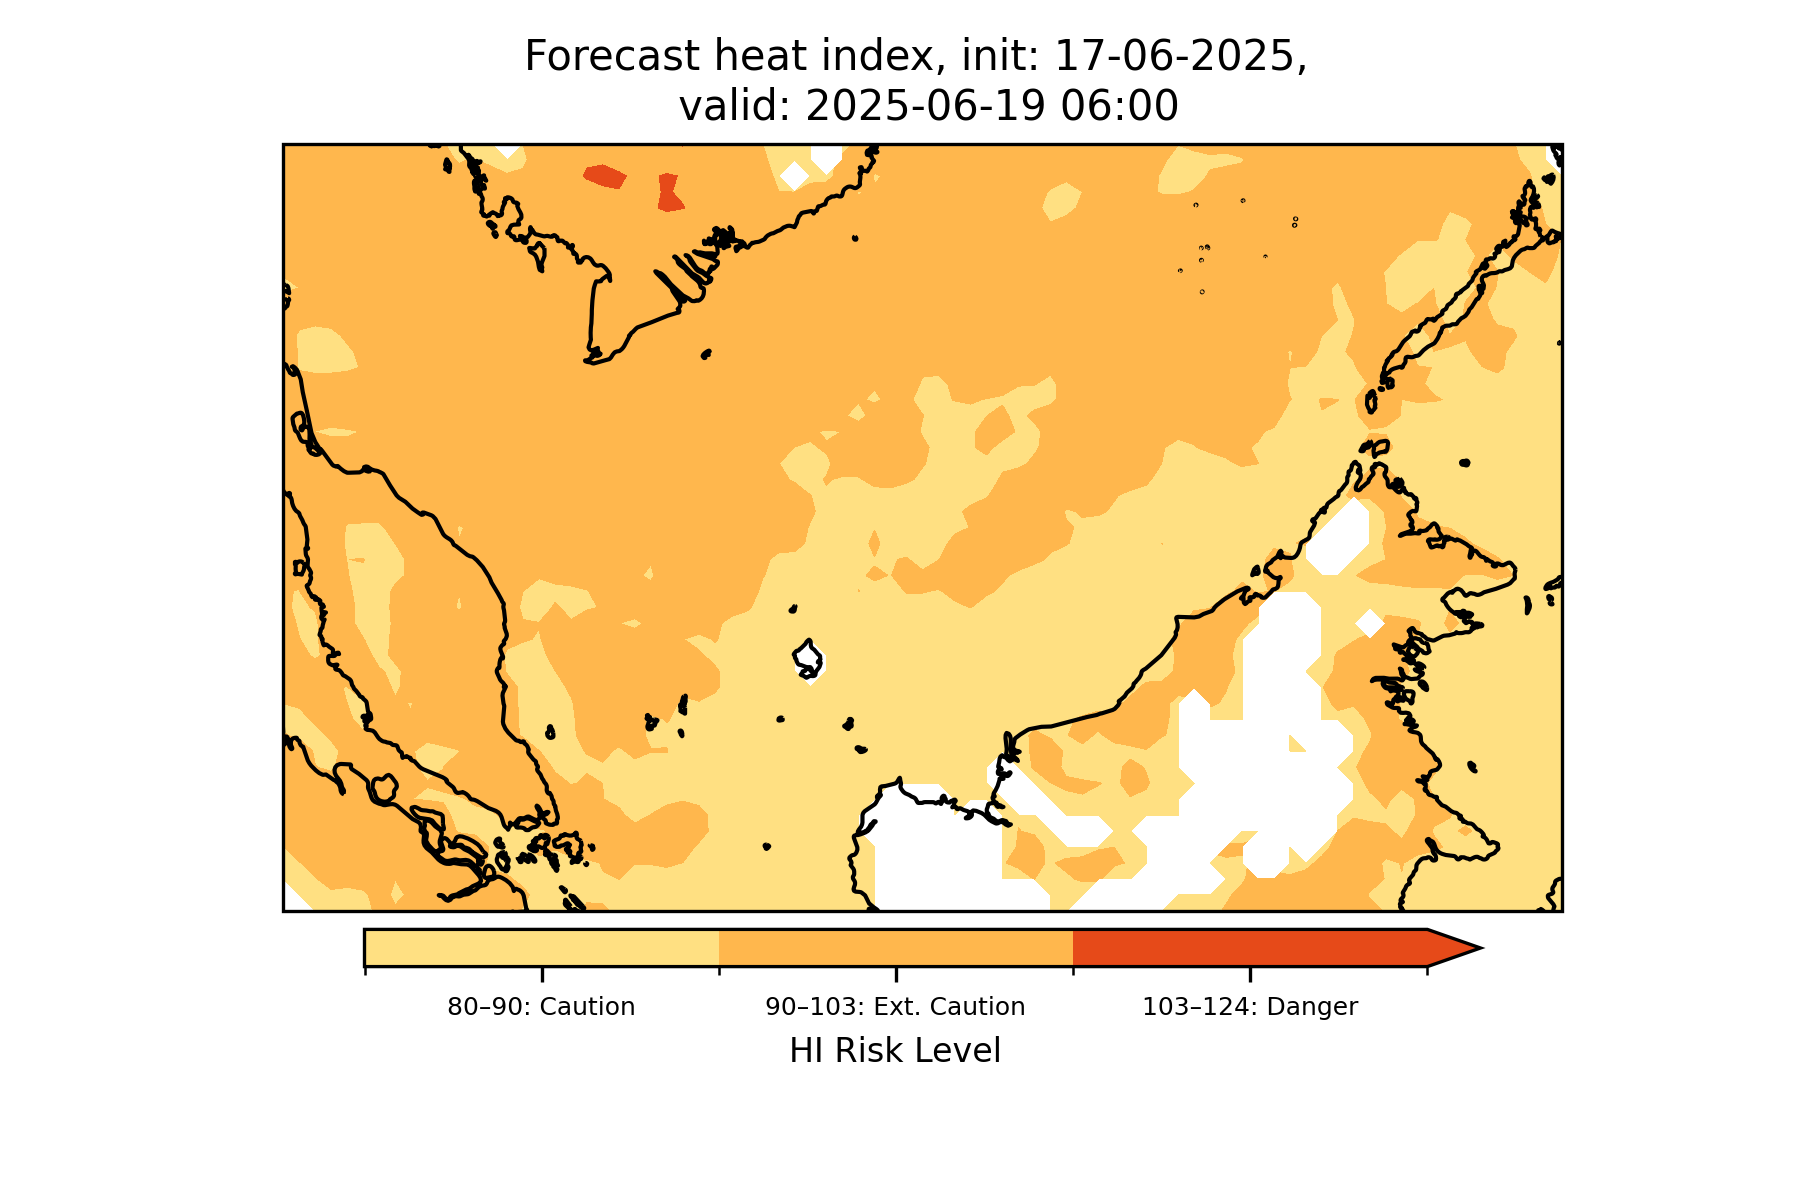 Forecast heat index, init: 17-06-2025,
valid: 2025-06-19 06:00
80–90: Caution
90–103: Ext. Caution
103–124: Danger
HI Risk Level